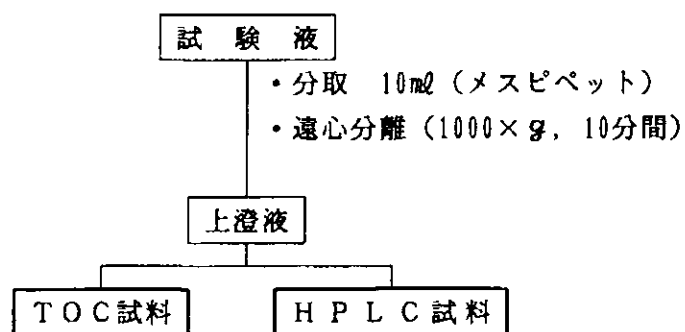 試　験　液
・分取　10mℓ（メスピペット）
・遠心分離（1000×g，10分間）
上澄液
ＴＯＣ試料
ＨＰＬＣ試料